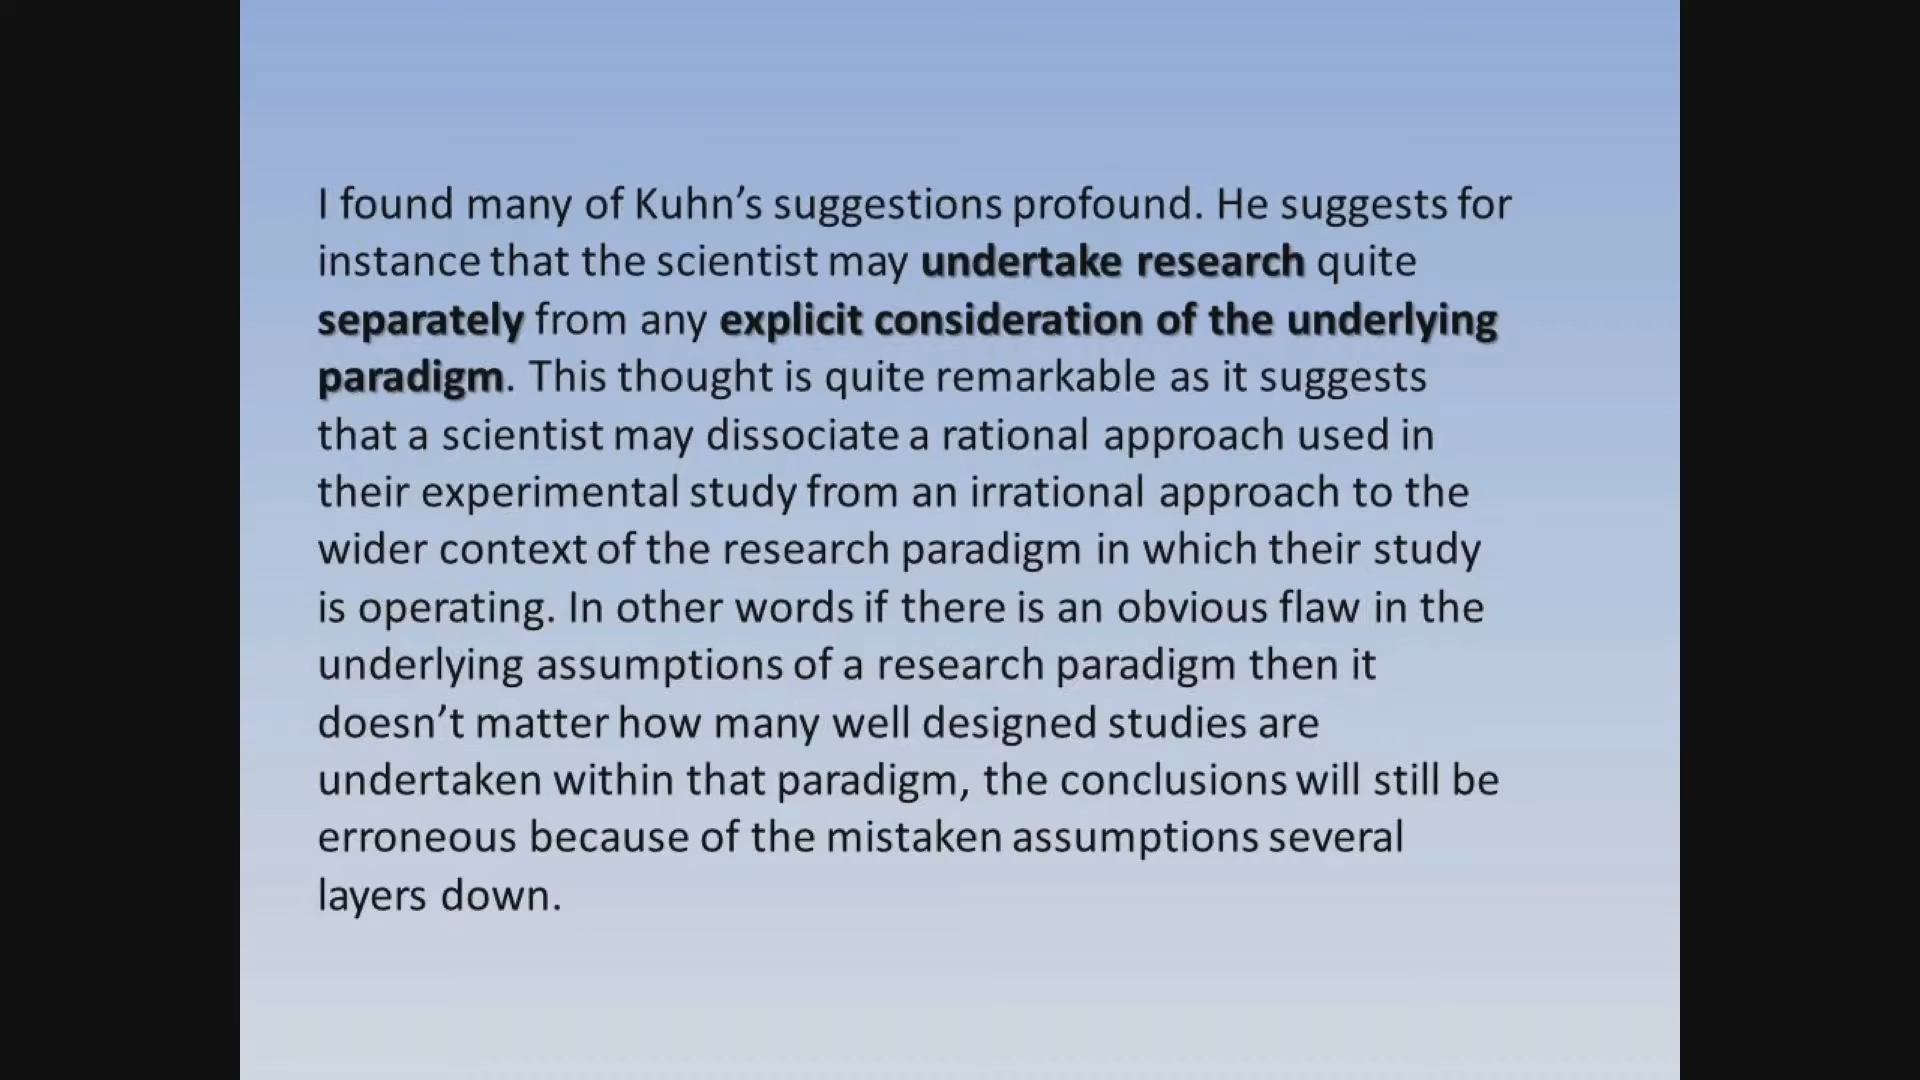 I found many of Kuhn’s suggestions profound. He suggests for
instance that the scientist may undertake research quite
separately from any explicit consideration of the underlying
paradigm. This thought is quite remarkable as it suggests
that a scientist may dissociate a rational approach used in
their experimental study from an irrational approach to the
wider context of the research paradigm in which their study
is operating. In other words if there is an obvious flaw in the
underlying assumptions of a research paradigm then it
doesn’t matter how many well designed studies are
undertaken within that paradigm, the conclusions will still be
erroneous because of the mistaken assumptions several
layers down.